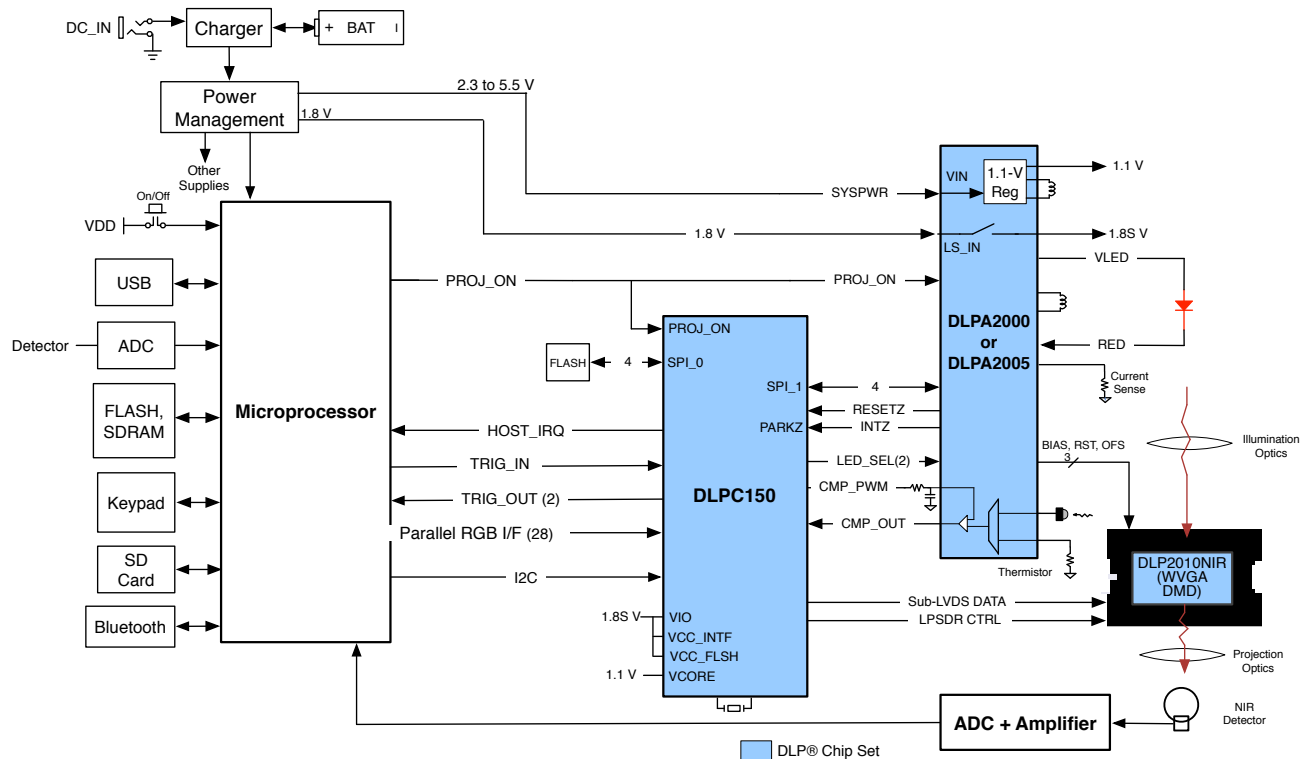 DC_IN
Charger
+ BAT –
Power
Management
2.3 to 5.5 V
1.8 V
Other
Supplies
On/Off
VDD
USB
Detector
ADC
FLASH,
SDRAM
Keypad
SD
Card
Bluetooth
Microprocessor
SYSPWR
1.8 V
PROJ_ON
PROJ_ON
HOST_IRQ
TRIG_IN
TRIG_OUT (2)
Parallel RGB I/F (28)
I2C
FLASH
4
PROJ_ON
SPI_0
SPI_1
PARKZ
DLPC150
1.8S V
VIO
VCC_INTF
VCC_FLSH
1.1 V
VCORE
4
RESETZ
INTZ
LED_SEL(2)
CMP_PWM
CMP_OUT
Sub-LVDS DATA
LPSDR CTRL
VIN
1.1-V
Reg
LS_IN
DLPA2000
or
DLPA2005
1.1 V
1.8S V
VLED
RED
Current
Sense
BIAS, RST, OFS
3
Thermistor
Illumination
Optics
DLP2010NIR
(WVGA
DMD)
Projection
Optics
ADC + Amplifier
NIR
Detector
DLP® Chip Set